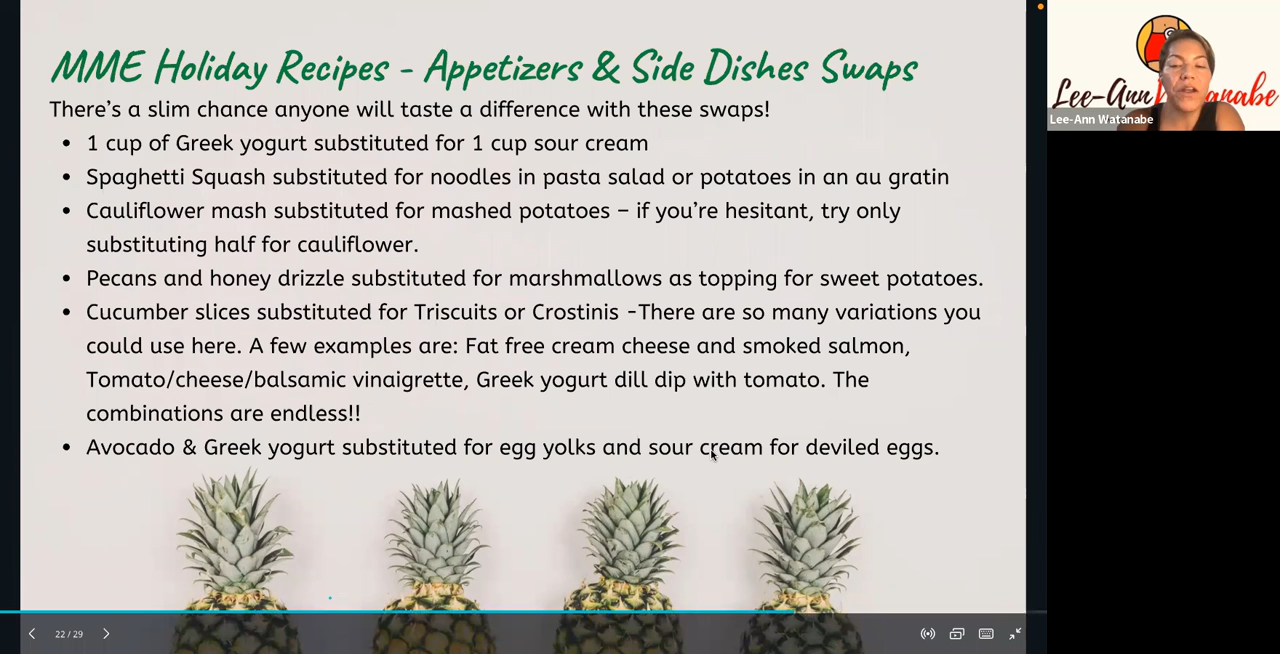 MME Holiday Recipes - Appetizers & Side Dishes Swaps
There's a slim chance anyone will taste a difference with these swaps!
• 1 cup of Greek yogurt substituted for 1 cup sour cream
• Spaghetti Squash substituted for noodles in pasta salad or potatoes in an au gratin
• Cauliflower mash substituted for mashed potatoes – if you're hesitant, try only
substituting half for cauliflower.
• Pecans and honey drizzle substituted for marshmallows as topping for sweet potatoes.
• Cucumber slices substituted for Triscuits or Crostinis -There are so many variations you
could use here. A few examples are: Fat free cream cheese and smoked salmon,
Tomato/cheese/balsamic vinaigrette, Greek yogurt dill dip with tomato. The
combinations are endless!!
• Avocado & Greek yogurt substituted for egg yolks and sour cream for deviled eggs.
22 / 29
Lee-Ann
Lee-Ann Watanabe